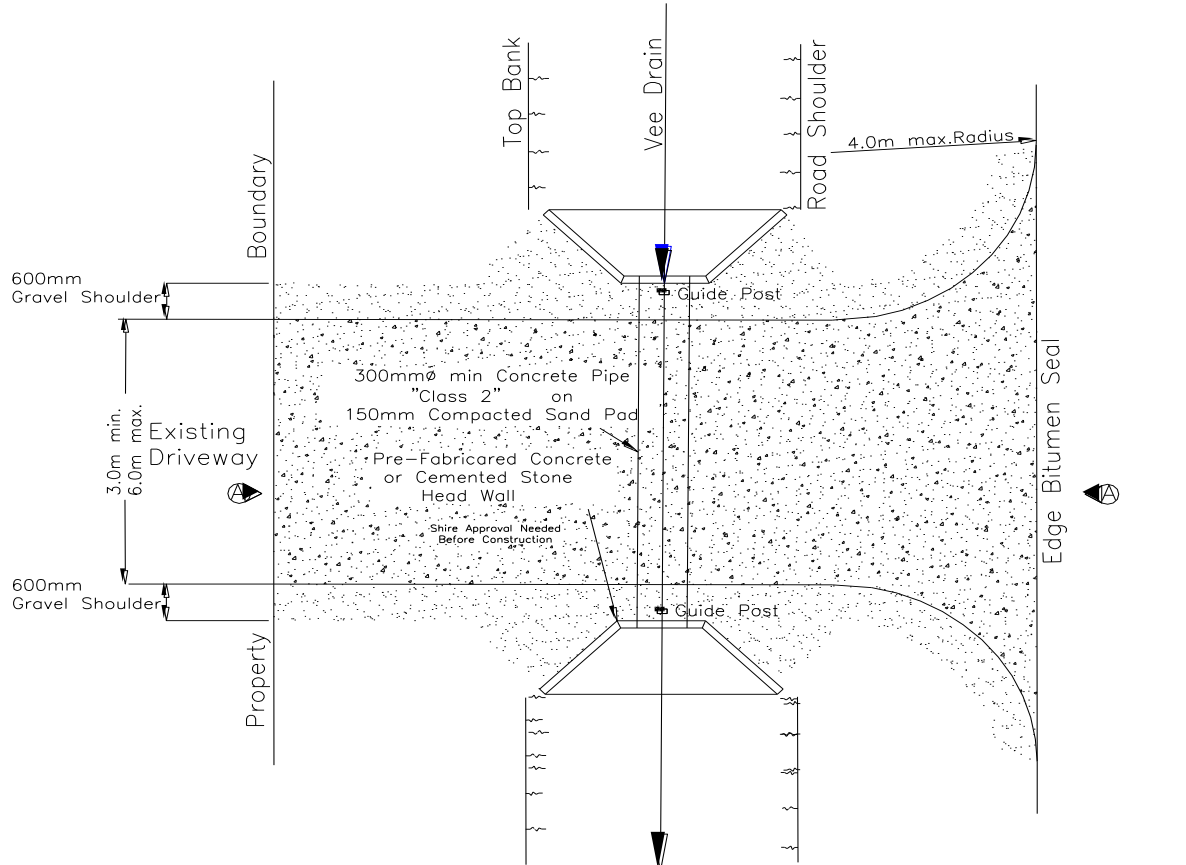 Top Bank
Vee Drain
Road Shoulder
4.0m max.Radius
Boundary
600mm
Gravel Shoulder
Guide Post
300mmø min Concrete Pipe
"Class 2" on
150mm Compacted Sand Pad
3.0m min.
6.0m max.
Existing
Driveway
Pre-Fabricared Concrete
or Cemented Stone
Head Wall
A
A
Shire Approval Needed
Before Construction
Edge Bitumen Seal
600mm
Gravel Shoulder
Guide Post
Property